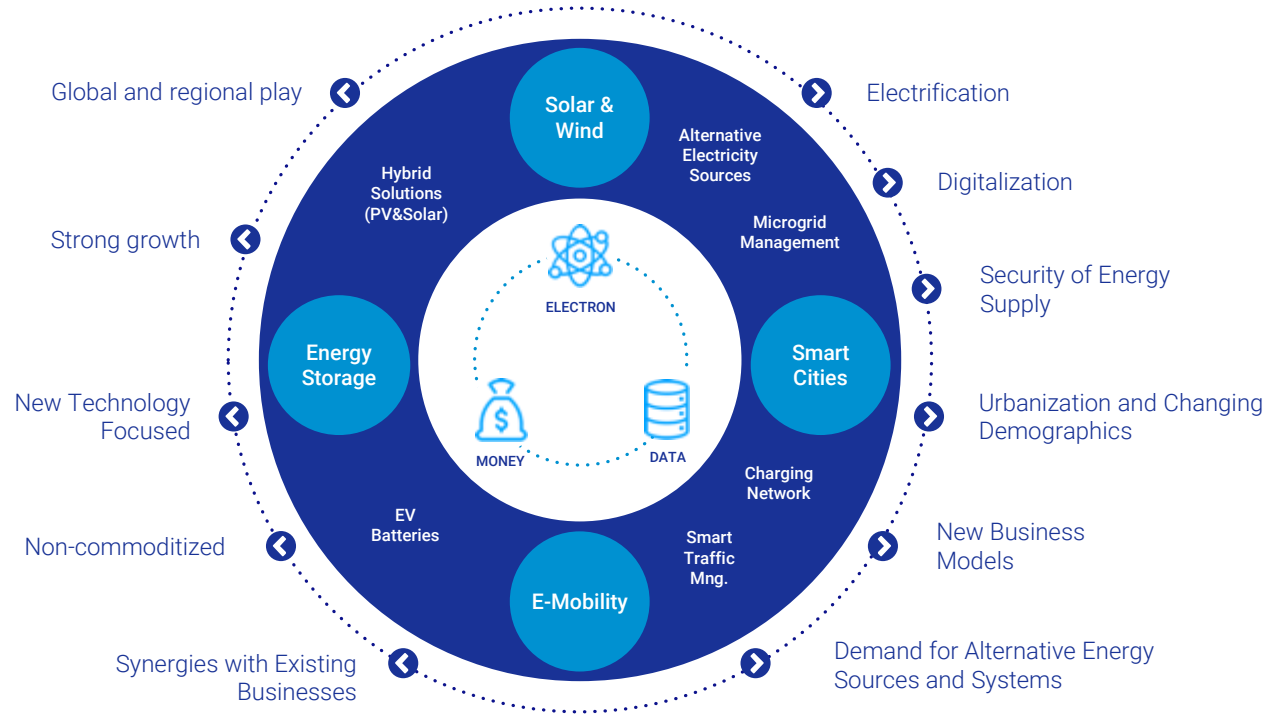 Global and regional play
Strong growth
New Technology
Focused
Non-commoditized
Synergies with Existing
Businesses
Solar &
Wind
Alternative
Electricity
Sources
Microgrid
Management
Hybrid
Solutions
(PV&Solar)
Energy
Storage
Smart
Cities
ELECTRON
$
MONEY
DATA
Charging
Network
Smart
Traffic
Mng.
EV
Batteries
E-Mobility
Electrification
Digitalization
Security of Energy
Supply
Urbanization and Changing
Demographics
New Business
Models
Demand for Alternative Energy
Sources and Systems